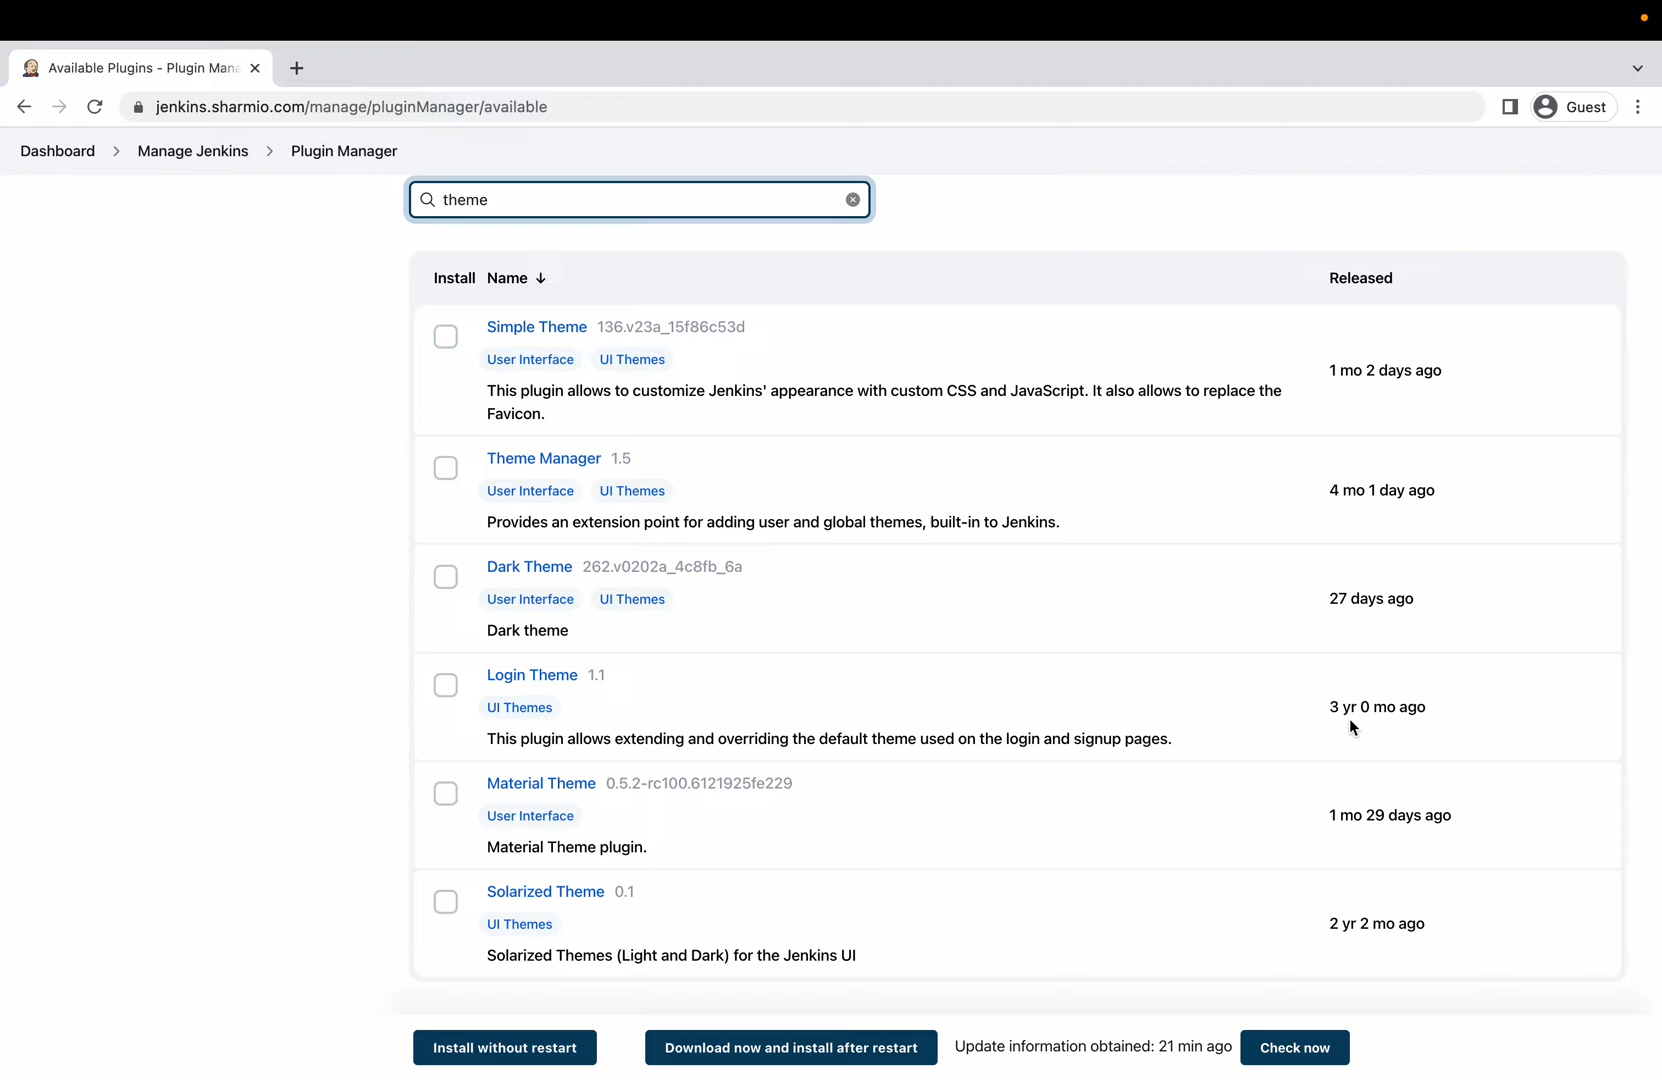 Available Plugins - Plugin Mana
jenkins.sharmio.com/manage/pluginManager/available
Guest
Dashboard > Manage Jenkins > Plugin Manager
theme
Install Name ↓ Released
Simple Theme 136.v23a_15f86c53d
User Interface UI Themes
1 mo 2 days ago
This plugin allows to customize Jenkins' appearance with custom CSS and JavaScript. It also allows to replace the
Favicon.
Theme Manager 1.5
User Interface UI Themes
4 mo 1 day ago
Provides an extension point for adding user and global themes, built-in to Jenkins.
Dark Theme 262.v0202a_4c8fb_6a
User Interface UI Themes
27 days ago
Dark theme
Login Theme 1.1
UI Themes
3 yr 0 mo ago
This plugin allows extending and overriding the default theme used on the login and signup pages.
Material Theme 0.5.2-rc100.6121925fe229
User Interface
1 mo 29 days ago
Material Theme plugin.
Solarized Theme 0.1
UI Themes
2 yr 2 mo ago
Solarized Themes (Light and Dark) for the Jenkins UI
Install without restart Download now and install after restart Update information obtained: 21 min ago Check now